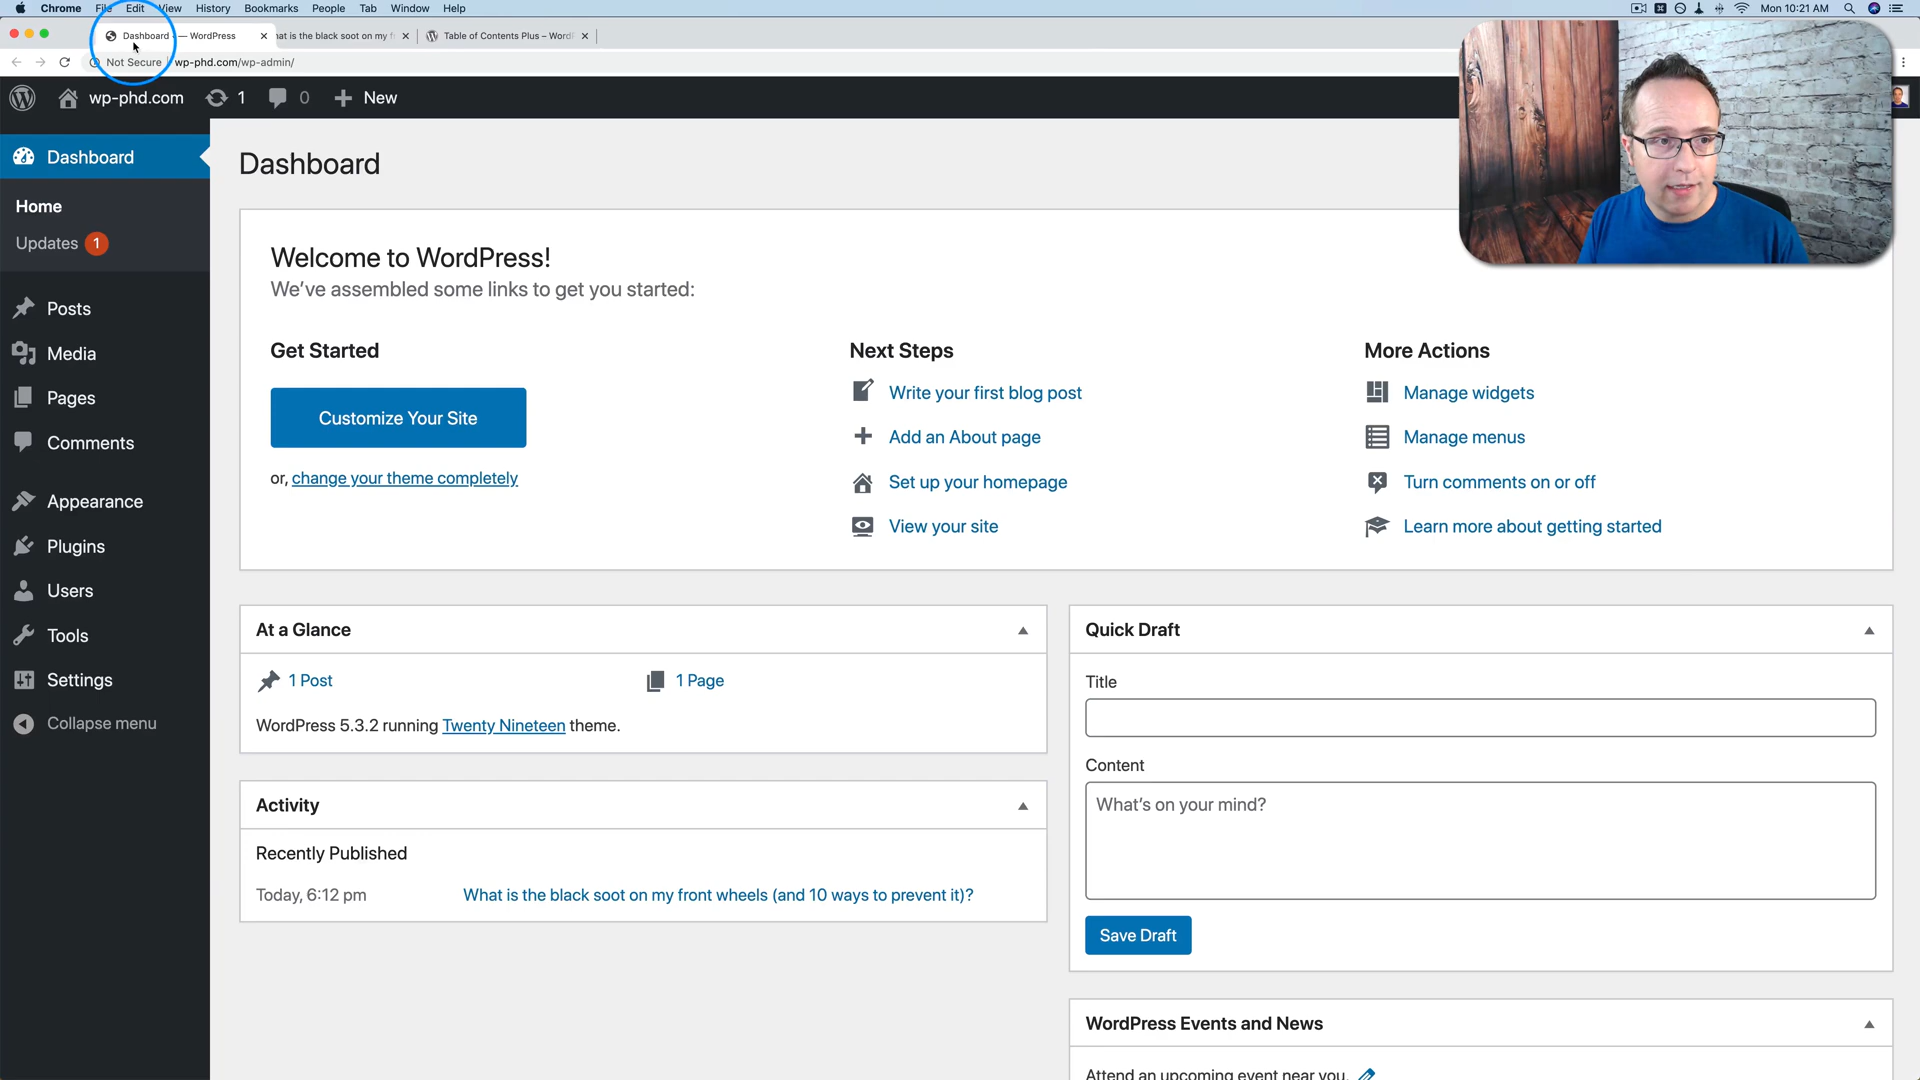 Chrome File Edit View History Bookmarks People Tab Window Help Mon 10:21 AM
Dashboard — WordPress × hat is the black soot on my f × Table of Contents Plus – Word ×
Not Secure | wp-phd.com/wp-admin/
wp-phd.com 1 0 New
Dashboard
Home
Updates 1
Posts
Media
Pages
Comments
Appearance
Plugins
Users
Tools
Settings
Collapse menu
Dashboard
Welcome to WordPress!
We’ve assembled some links to get you started:
Get Started
Customize Your Site
or, change your theme completely
Next Steps
Write your first blog post
Add an About page
Set up your homepage
View your site
More Actions
Manage widgets
Manage menus
Turn comments on or off
Learn more about getting started
At a Glance
1 Post 1 Page
WordPress 5.3.2 running Twenty Nineteen theme.
Activity
Recently Published
Today, 6:12 pm What is the black soot on my front wheels (and 10 ways to prevent it)?
Quick Draft
Title
Content
What’s on your mind?
Save Draft
WordPress Events and News
Attend an upcoming event near you.